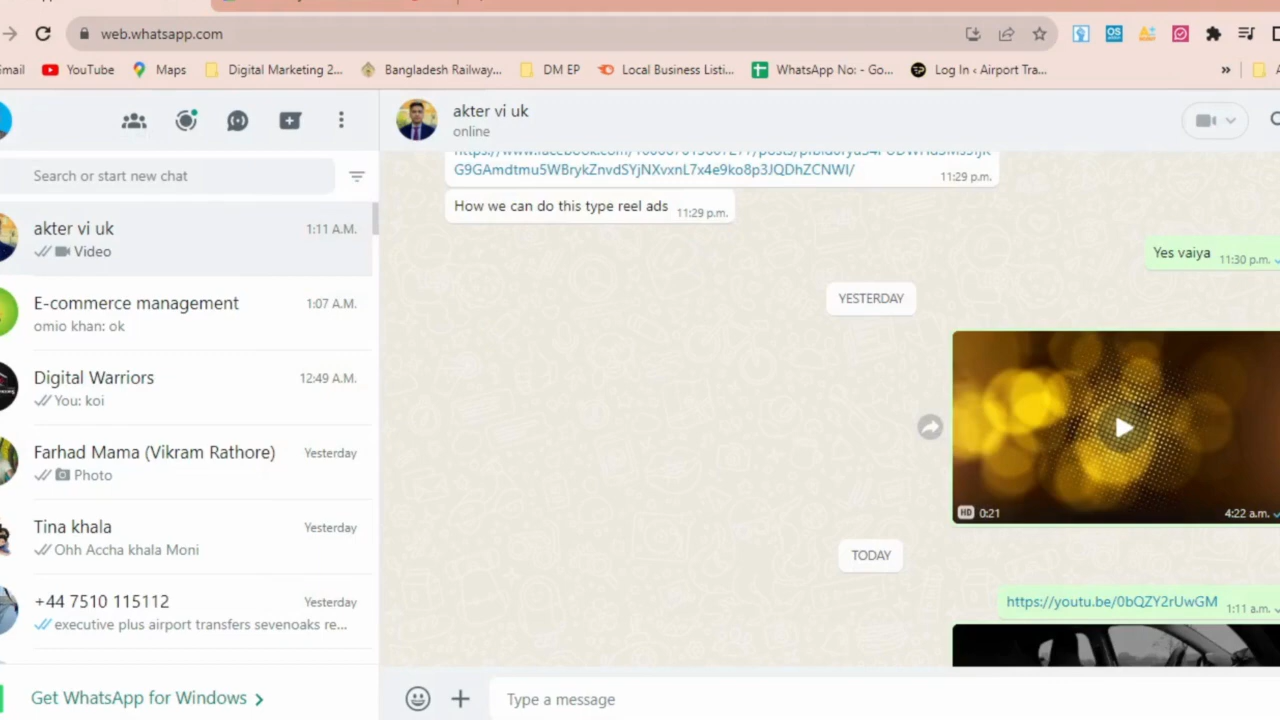 web.whatsapp.com
mail
YouTube
Maps
Digital Marketing 2...
Bangladesh Railway...
DM EP
Local Business Listi...
WhatsApp No: - Go...
Log In ‹ Airport Tra...
»
akter vi uk
online
Search or start new chat
akter vi uk 1:11 A.M.
Video
E-commerce management 1:07 A.M.
omio khan: ok
Digital Warriors 12:49 A.M.
You: koi
Farhad Mama (Vikram Rathore) Yesterday
Photo
Tina khala Yesterday
Ohh Accha khala Moni
+44 7510 115112 Yesterday
executive plus airport transfers sevenoaks re...
Get WhatsApp for Windows
G9GAmdtmu5WBrykZnvdSYjNXvxnL7x4e9ko8p3JQDhZCNWI/
11:29 p.m.
How we can do this type reel ads 11:29 p.m.
Yes vaiya 11:30 p.m.
YESTERDAY
HD 0:21 4:22 a.m.
TODAY
https://youtu.be/0bQZY2rUwGM 1:11 a.m.
Type a message